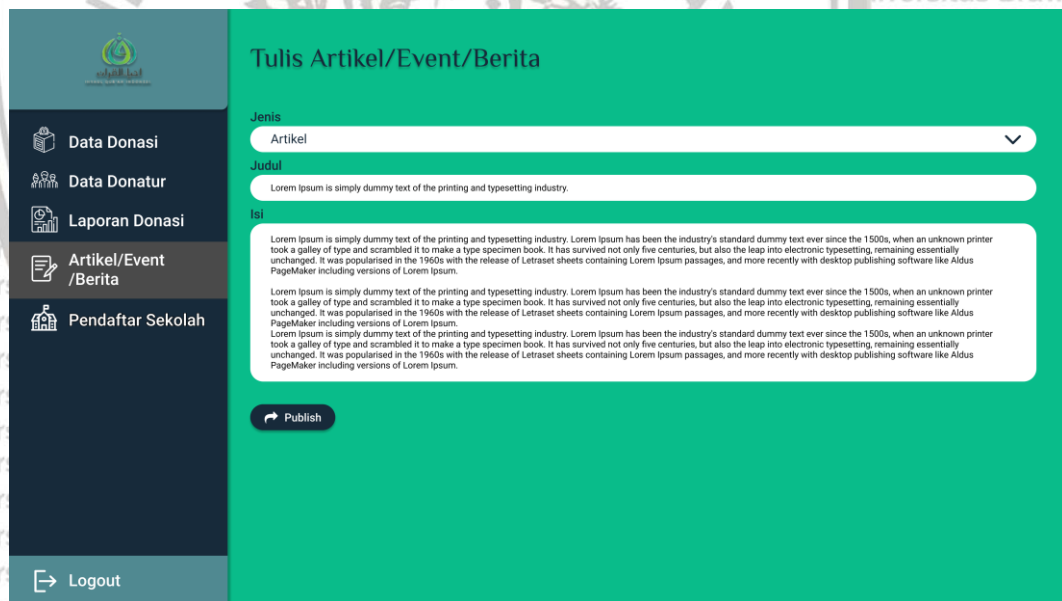 Data Donasi
Data Donatur
Laporan Donasi
Artikel/Event
/Berita
Pendaftar Sekolah
Logout
Tulis Artikel/Event/Berita
Jenis
Artikel
Judul
Lorem Ipsum is simply dummy text of the printing and typesetting industry.
Isi
Lorem Ipsum is simply dummy text of the printing and typesetting industry. Lorem Ipsum has been the industry's standard dummy text ever since the 1500s, when an unknown printer
took a galley of type and scrambled it to make a type specimen book. It has survived not only five centuries, but also the leap into electronic typesetting, remaining essentially
unchanged. It was popularised in the 1960s with the release of Letraset sheets containing Lorem Ipsum passages, and more recently with desktop publishing software like Aldus
PageMaker including versions of Lorem Ipsum.
Lorem Ipsum is simply dummy text of the printing and typesetting industry. Lorem Ipsum has been the industry's standard dummy text ever since the 1500s, when an unknown printer
took a galley of type and scrambled it to make a type specimen book. It has survived not only five centuries, but also the leap into electronic typesetting, remaining essentially
unchanged. It was popularised in the 1960s with the release of Letraset sheets containing Lorem Ipsum passages, and more recently with desktop publishing software like Aldus
PageMaker including versions of Lorem Ipsum.
Lorem Ipsum is simply dummy text of the printing and typesetting industry. Lorem Ipsum has been the industry's standard dummy text ever since the 1500s, when an unknown printer
took a galley of type and scrambled it to make a type specimen book. It has survived not only five centuries, but also the leap into electronic typesetting, remaining essentially
unchanged. It was popularised in the 1960s with the release of Letraset sheets containing Lorem Ipsum passages, and more recently with desktop publishing software like Aldus
PageMaker including versions of Lorem Ipsum.
Publish